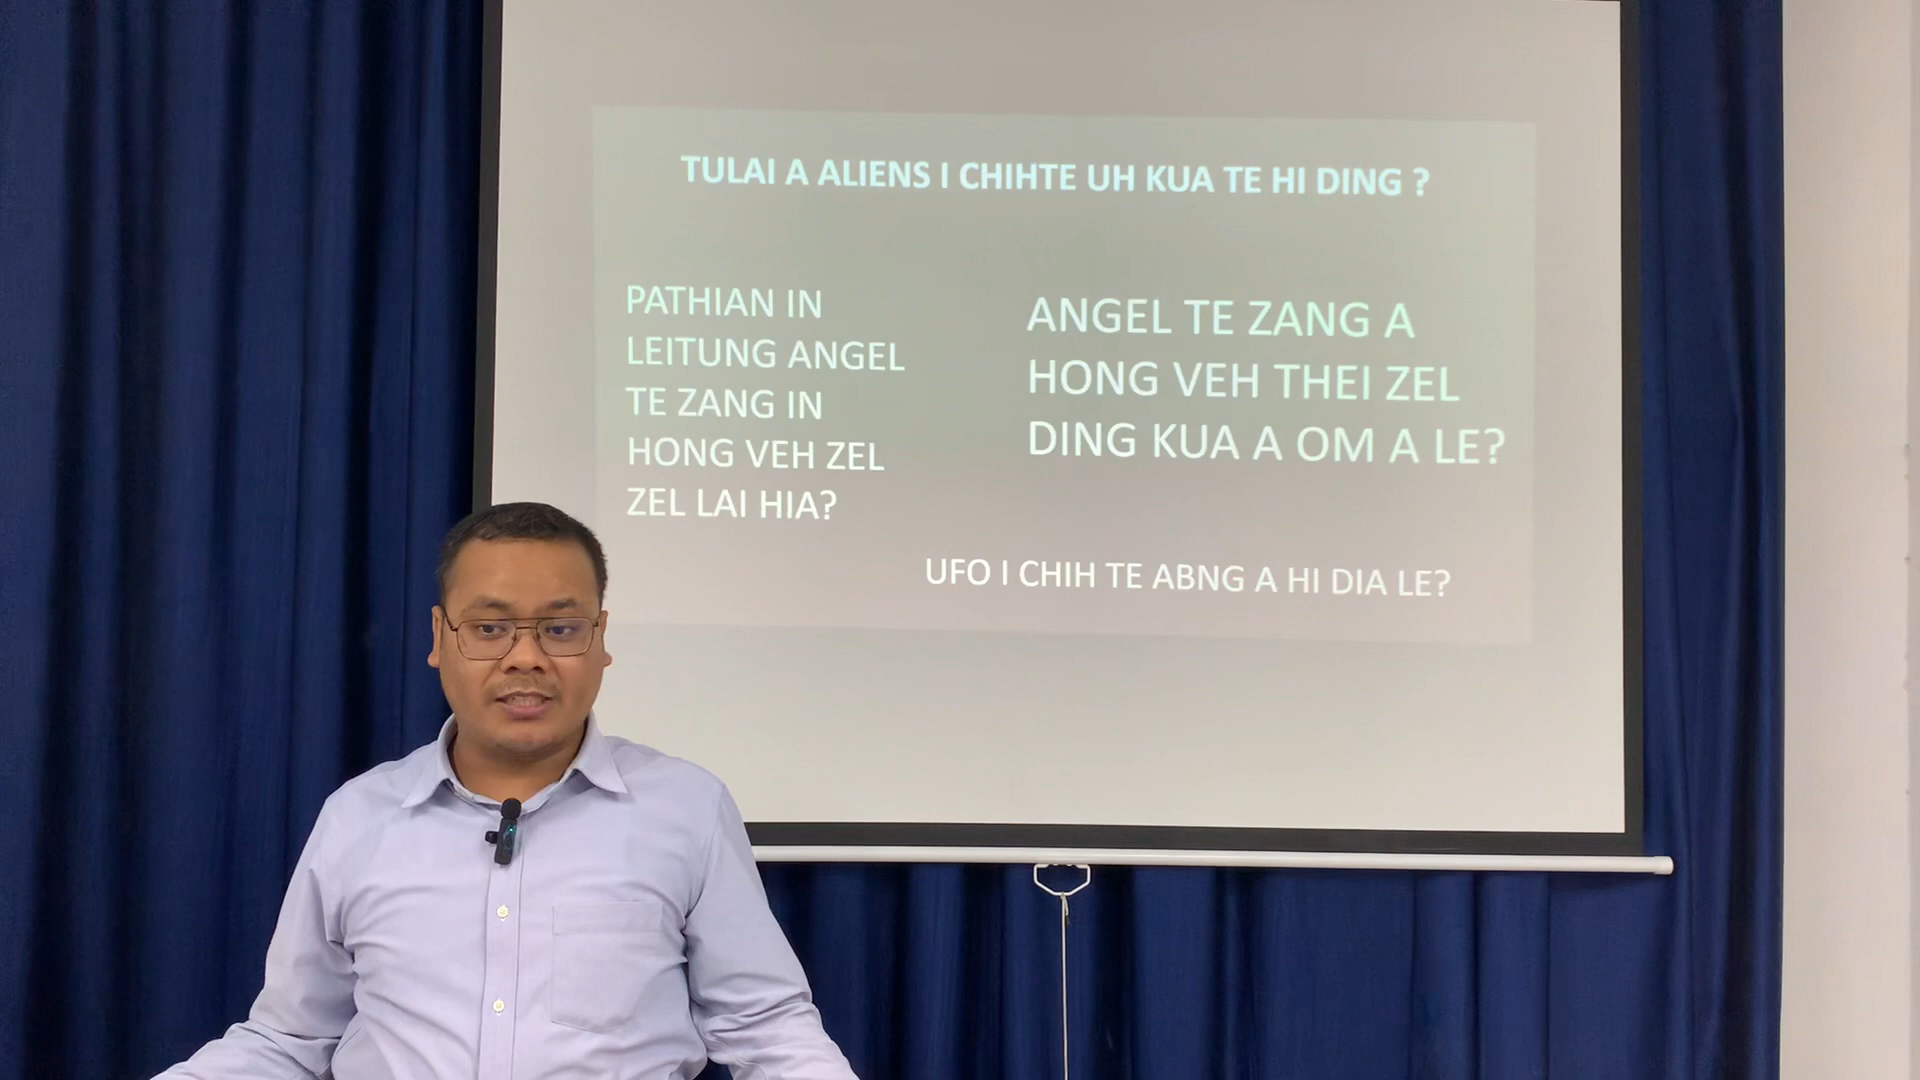 TULAI A ALIENS I CHIHTE UH KUA TE HI DING ?
PATHIAN IN
LEITUNG ANGEL
TE ZANG IN
HONG VEH ZEL
ZEL LAI HIA?
ANGEL TE ZANG A
HONG VEH THEI ZEL
DING KUA A OM A LE?
UFO I CHIH TE ABNG A HI DIA LE?